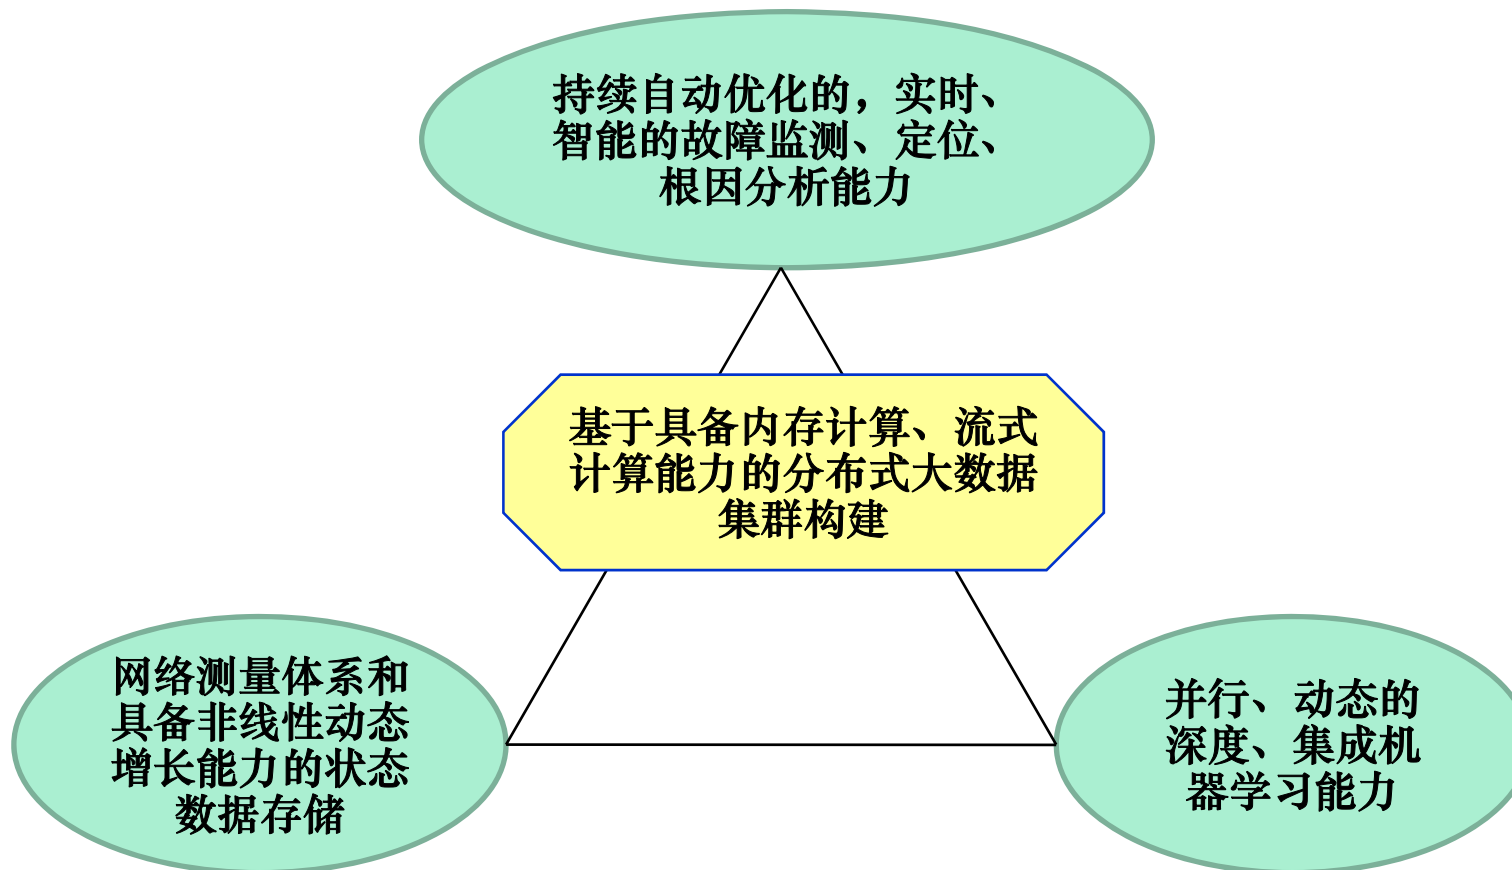 持续自动优化的，实时、
智能的故障监测、定位、
根因分析能力
基于具备内存计算、流式
计算能力的分布式大数据
集群构建
网络测量体系和
具备非线性动态
增长能力的状态
数据存储
并行、动态的
深度、集成机
器学习能力